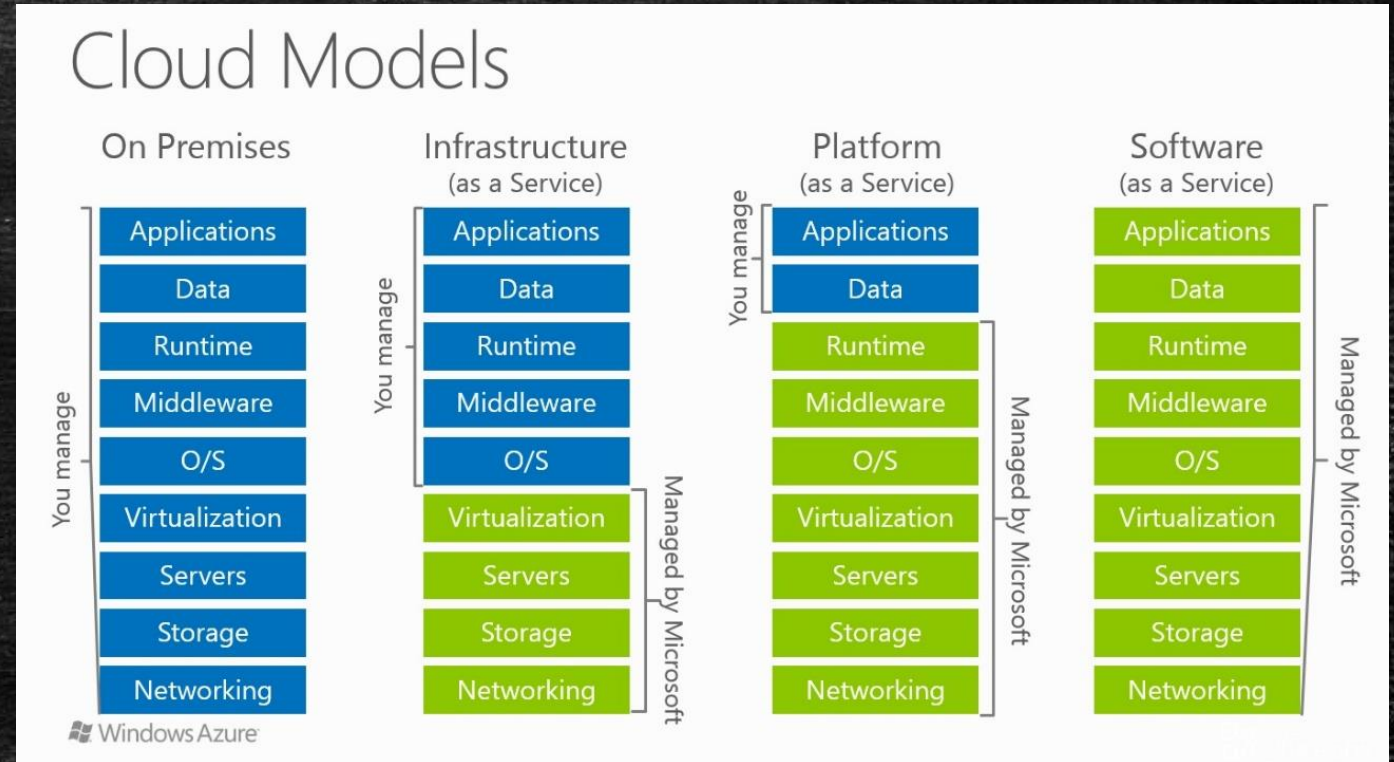 Cloud Models
On Premises
Applications
Data
Runtime
Middleware
O/S
Virtualization
Servers
Storage
Networking
You manage
Infrastructure
(as a Service)
Applications
Data
Runtime
Middleware
O/S
Virtualization
Servers
Storage
Networking
You manage
Managed by Microsoft
Platform
(as a Service)
Applications
Data
Runtime
Middleware
O/S
Virtualization
Servers
Storage
Networking
You manage
Managed by Microsoft
Software
(as a Service)
Applications
Data
Runtime
Middleware
O/S
Virtualization
Servers
Storage
Networking
Managed by Microsoft
Windows Azure